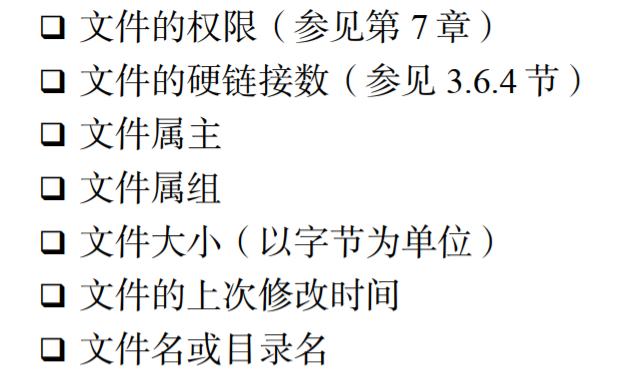 ❑ 文件的权限（参见第 7 章）
❑ 文件的硬链接数（参见 3.6.4 节）
❑ 文件属主
❑ 文件属组
❑ 文件大小（以字节为单位）
❑ 文件的上次修改时间
❑ 文件名或目录名